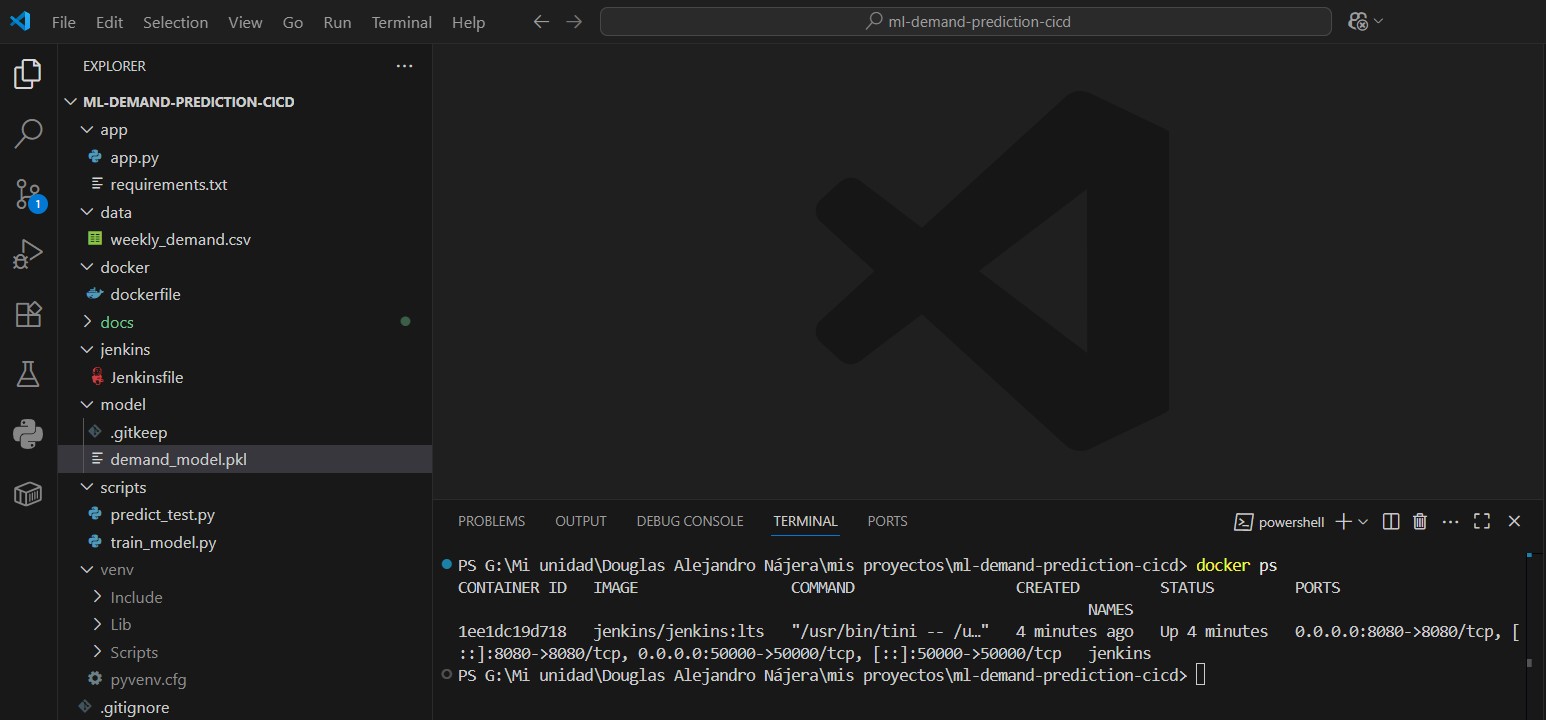 File Edit Selection View Go Run Terminal Help ml-demand-prediction-cicd
EXPLORER
ML-DEMAND-PREDICTION-CICD
app
app.py
requirements.txt
data
weekly_demand.csv
docker
dockerfile
docs
jenkins
Jenkinsfile
model
.gitkeep
demand_model.pkl
scripts
predict_test.py
train_model.py
venv
Include
Lib
Scripts
pyvenv.cfg
.gitignore
1
PROBLEMS OUTPUT DEBUG CONSOLE TERMINAL PORTS powershell
PS G:\Mi unidad\Douglas Alejandro Nájera\mis proyectos\ml-demand-prediction-cicd> docker ps
CONTAINER ID IMAGE COMMAND CREATED STATUS PORTS
NAMES
1ee1dc19d718 jenkins/jenkins:lts "/usr/bin/tini -- /u…" 4 minutes ago Up 4 minutes 0.0.0.0:8080->8080/tcp, [
::]:8080->8080/tcp, 0.0.0.0:50000->50000/tcp, [::]:50000->50000/tcp jenkins
PS G:\Mi unidad\Douglas Alejandro Nájera\mis proyectos\ml-demand-prediction-cicd>